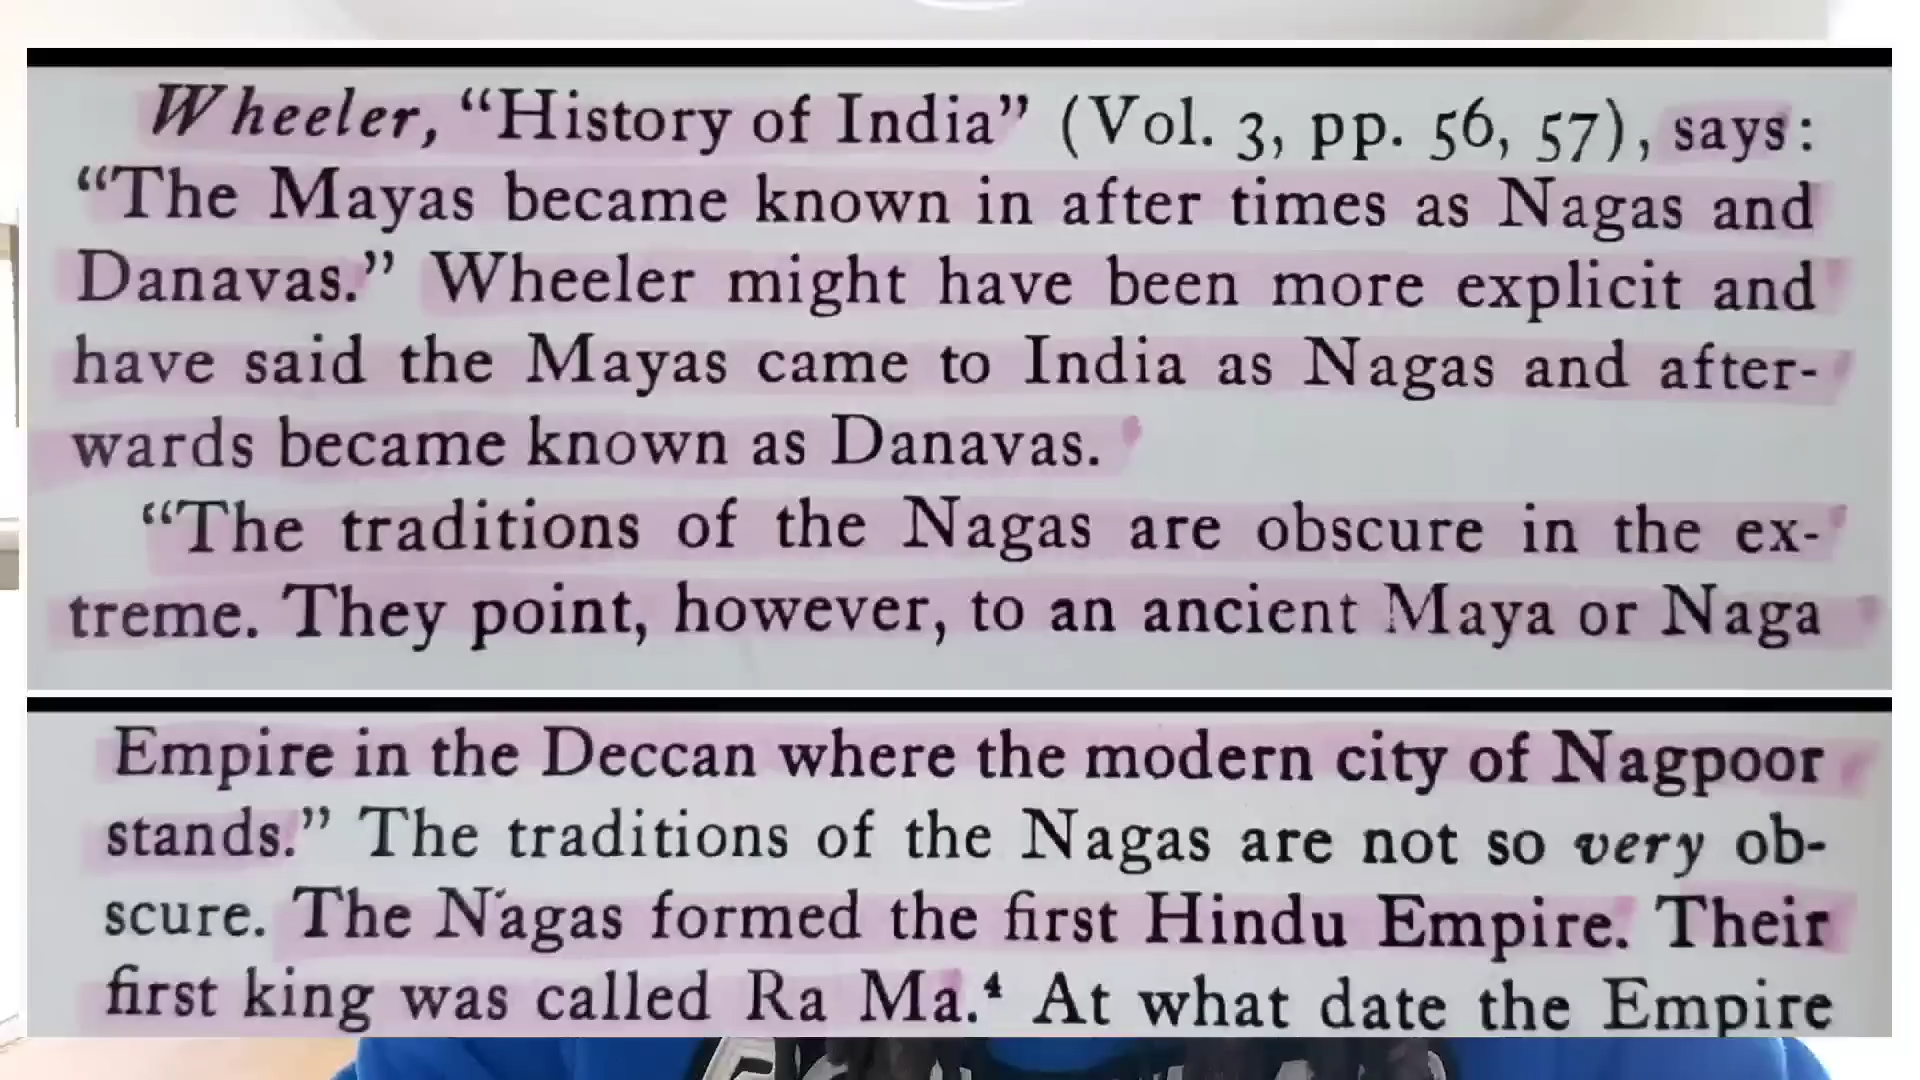 Wheeler, “History of India” (Vol. 3, pp. 56, 57), says:
“The Mayas became known in after times as Nagas and
Danavas.” Wheeler might have been more explicit and
have said the Mayas came to India as Nagas and after-
wards became known as Danavas.
“The traditions of the Nagas are obscure in the ex-
treme. They point, however, to an ancient Maya or Naga
Empire in the Deccan where the modern city of Nagpoor
stands.” The traditions of the Nagas are not so very ob-
scure. The Nagas formed the first Hindu Empire. Their
first king was called Ra Ma.⁴ At what date the Empire